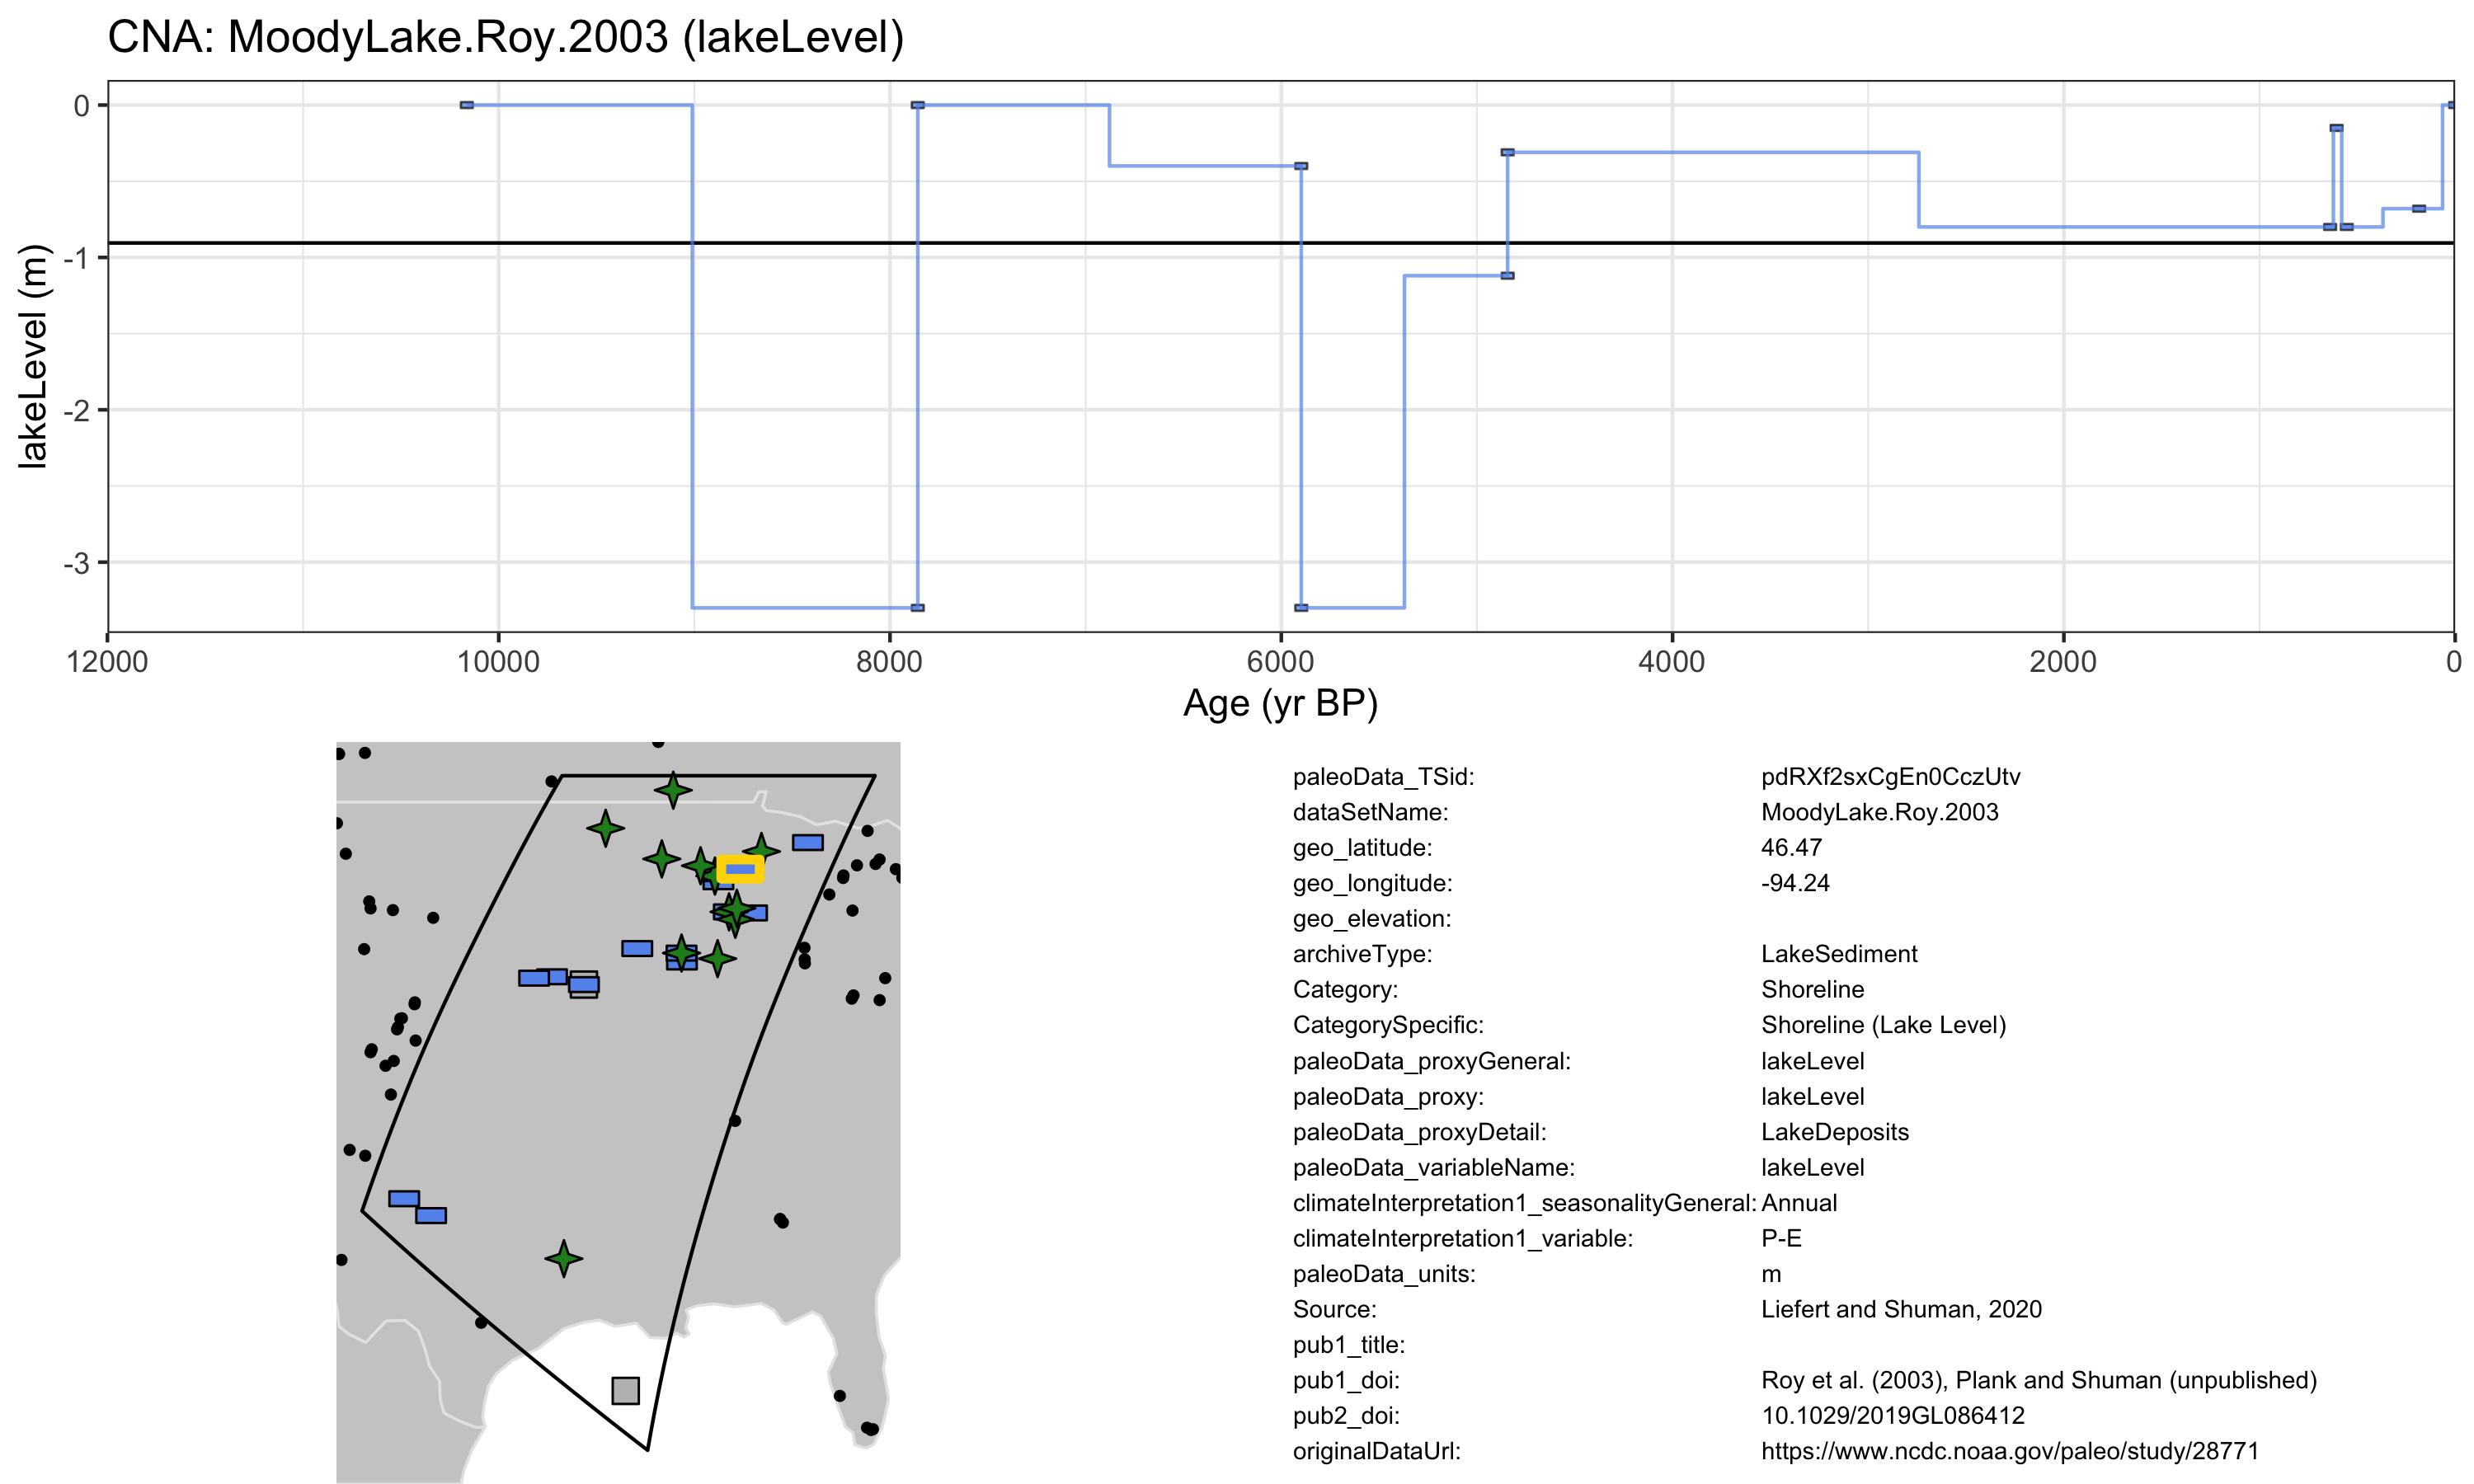 CNA: MoodyLake.Roy.2003 (lakeLevel)
0
-1
-2
-3
lakeLevel (m)
12000 10000 8000 6000 4000 2000 0
Age (yr BP)
paleoData_TSid: pdRXf2sxCgEn0CczUtv
dataSetName: MoodyLake.Roy.2003
geo_latitude: 46.47
geo_longitude: -94.24
geo_elevation:
archiveType: LakeSediment
Category: Shoreline
CategorySpecific: Shoreline (Lake Level)
paleoData_proxyGeneral: lakeLevel
paleoData_proxy: lakeLevel
paleoData_proxyDetail: LakeDeposits
paleoData_variableName: lakeLevel
climateInterpretation1_seasonalityGeneral: Annual
climateInterpretation1_variable: P-E
paleoData_units: m
Source: Liefert and Shuman, 2020
pub1_title:
pub1_doi: Roy et al. (2003), Plank and Shuman (unpublished)
pub2_doi: 10.1029/2019GL086412
originalDataUrl: https://www.ncdc.noaa.gov/paleo/study/28771